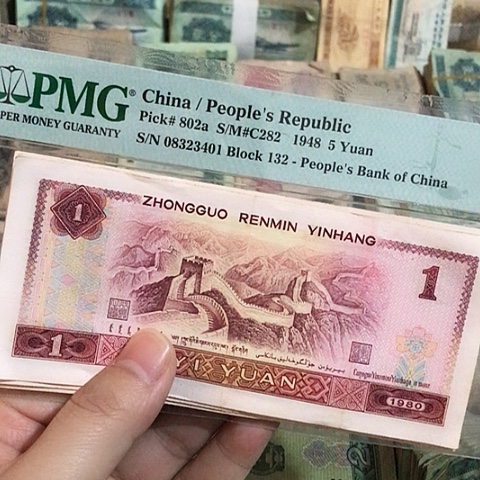 PMG®
PER MONEY GUARANTY
China / People's Republic
Pick# 802a S/M#C282 1948 5 Yuan
S/N 08323401 Block 132 - People's Bank of China
1
ZHONGGUO RENMIN YINHANG
1
1
YI YUAN
1980